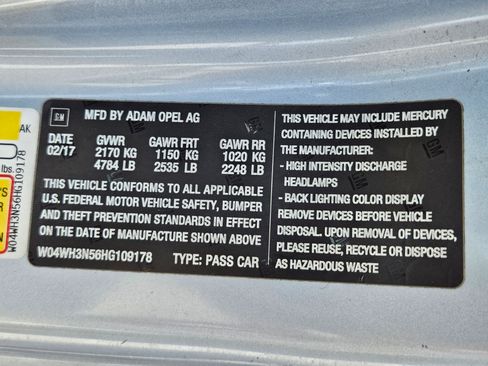 GM
MFD BY ADAM OPEL AG
DATE GVWR GAWR FRT GAWR RR
02/17 2170 KG 1150 KG 1020 KG
4784 LB 2535 LB 2248 LB
THIS VEHICLE CONFORMS TO ALL APPLICABLE
U.S. FEDERAL MOTOR VEHICLE SAFETY, BUMPER
AND THEFT PREVENTION STANDARDS IN EFFECT
ON THE DATE OF MANUFACTURE SHOWN ABOVE
W04WH3N56HG109178 TYPE: PASS CAR
THIS VEHICLE MAY INCLUDE MERCURY
CONTAINING DEVICES INSTALLED BY
THE MANUFACTURER:
- HIGH INTENSITY DISCHARGE
HEADLAMPS
- BACK LIGHTING COLOR DISPLAY
REMOVE DEVICES BEFORE VEHICLE
DISPOSAL. UPON REMOVAL OF DEVICES,
PLEASE REUSE, RECYCLE OR DISPOSE
AS HAZARDOUS WASTE
AK
lbs.
W04WH3N56HG109178